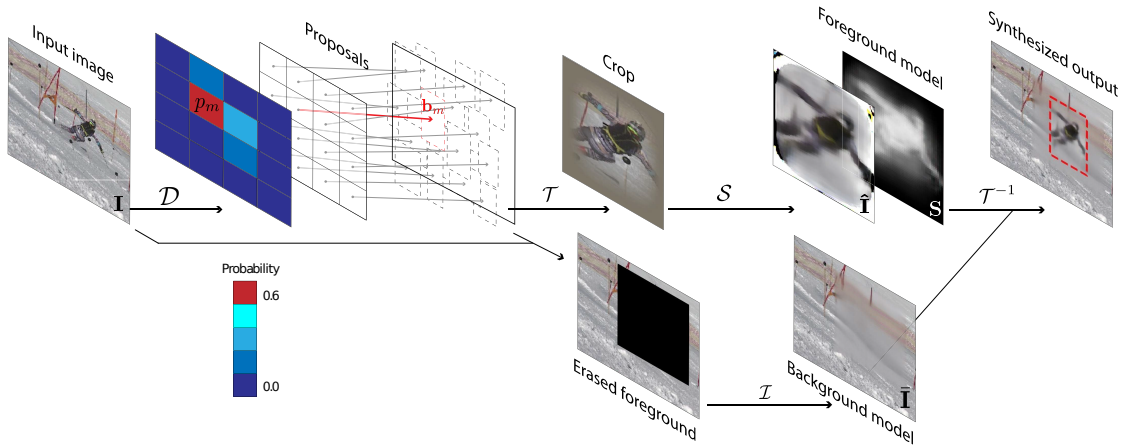 Input image
I
𝒟
p_m
Proposals
b_m
𝒯
Crop
𝒮
Foreground model
Î
S
𝒯⁻¹
Synthesized output
Probability
0.6
0.0
Erased foreground
ℐ
Background model
Ī